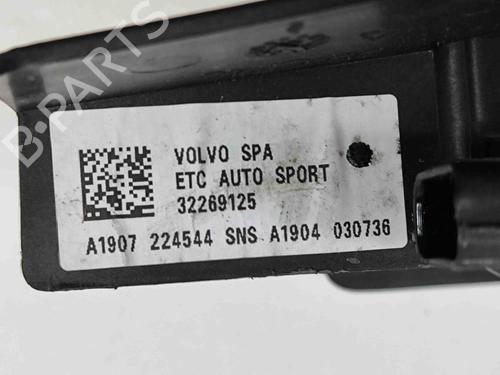 B-PARTS
VOLVO SPA
ETC AUTO SPORT
32269125
A1907 224544 SNS A1904 030736